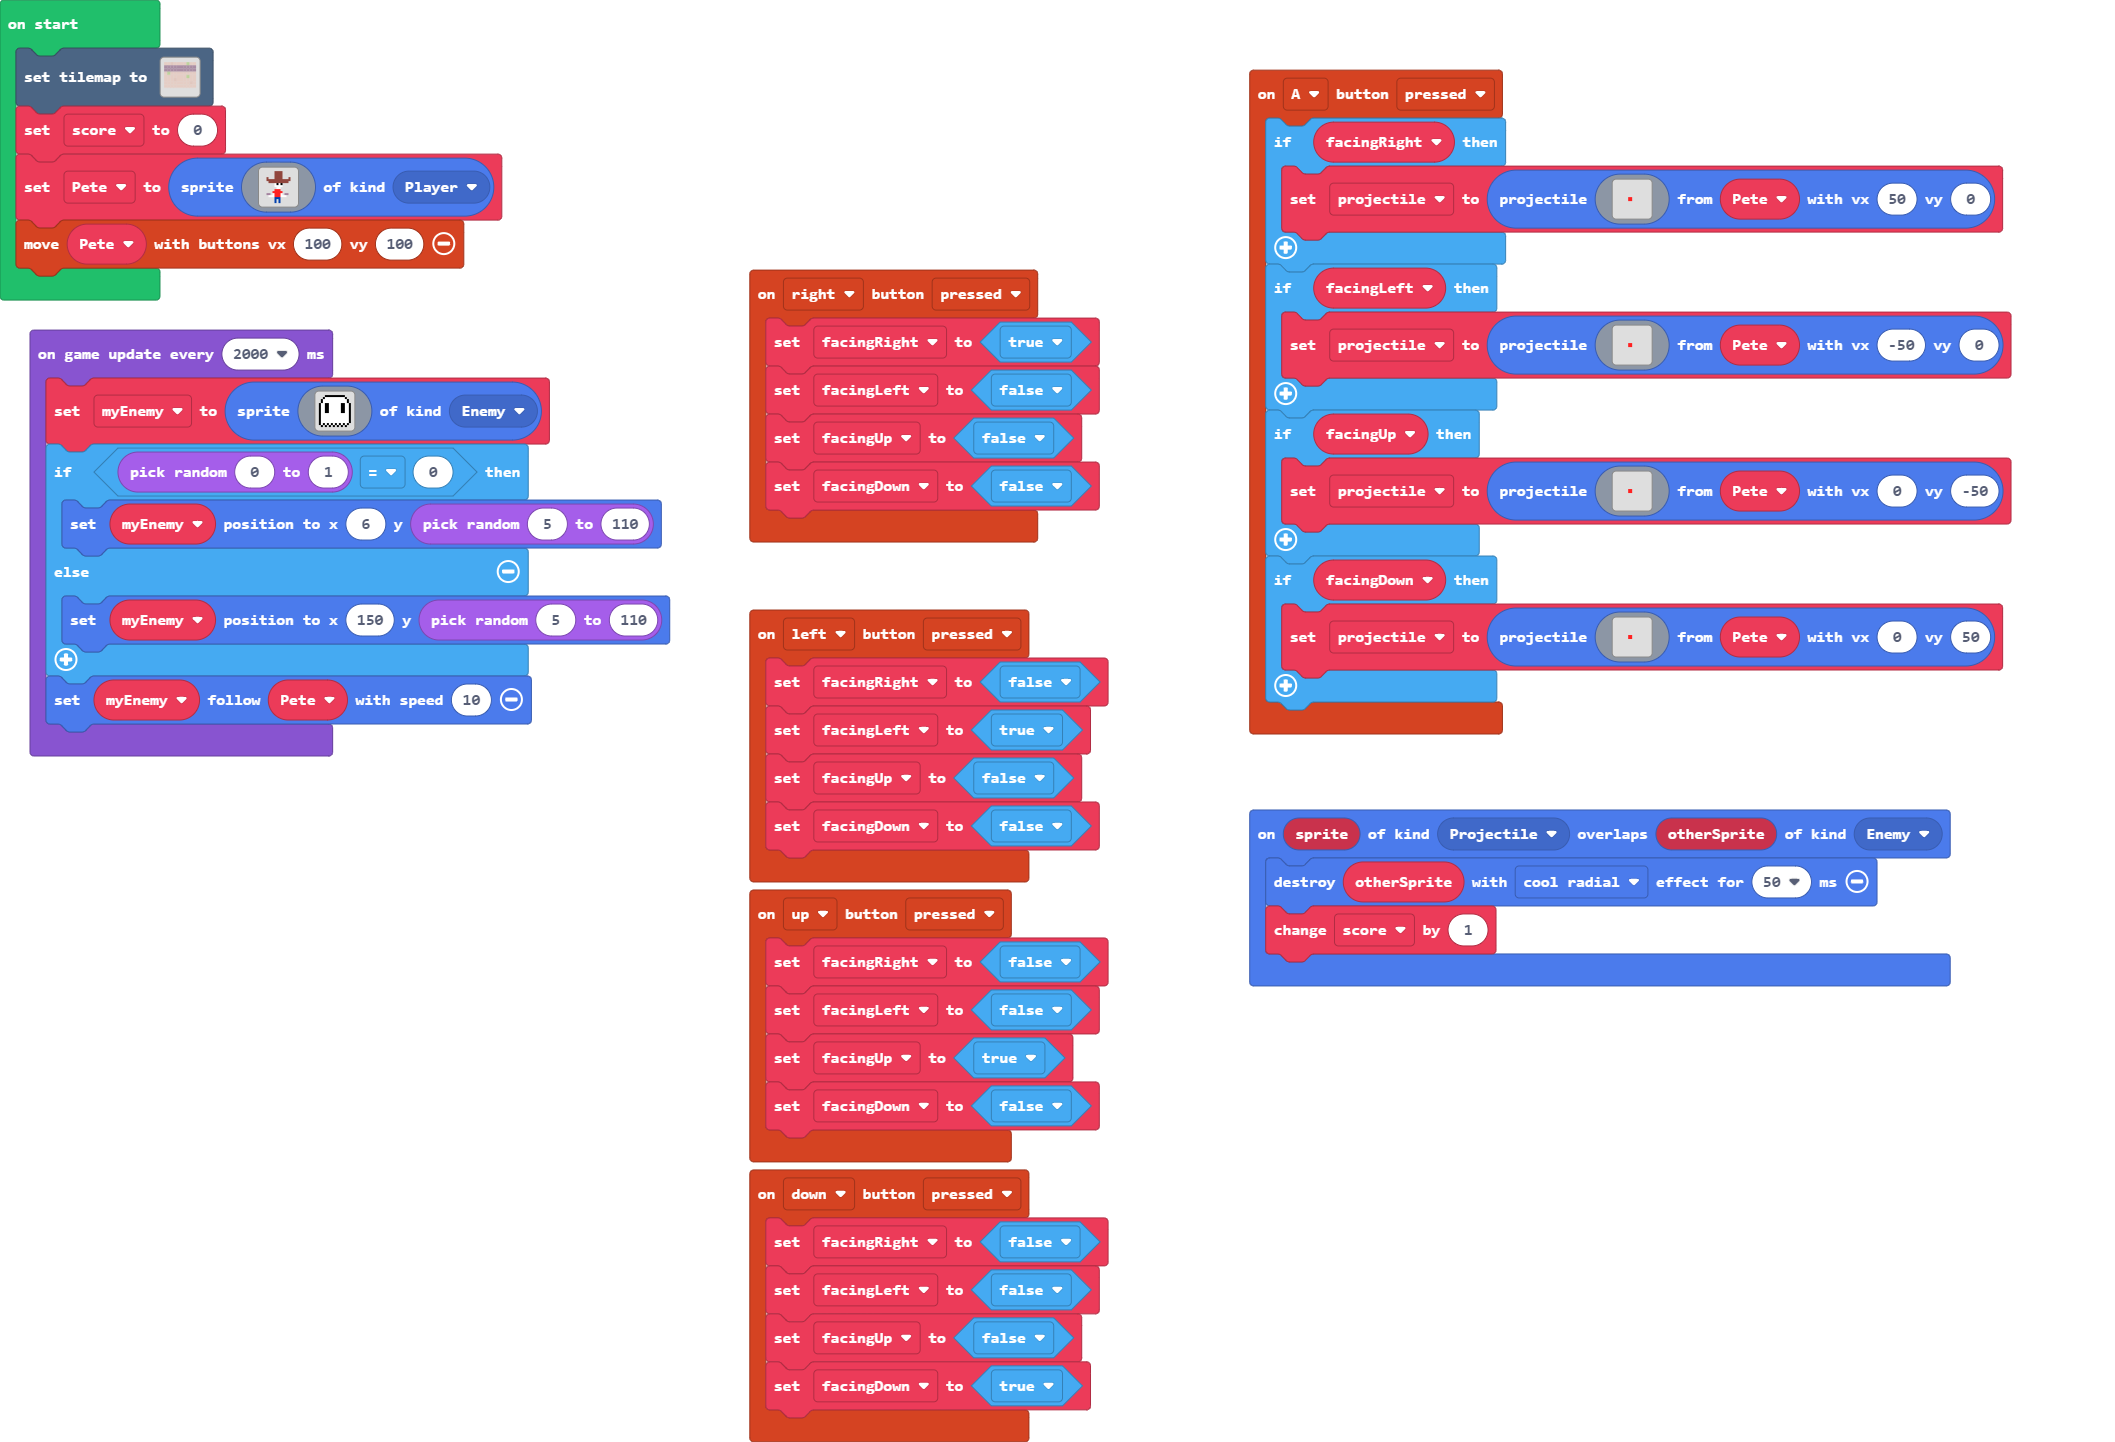 on start
set tilemap to
set score to 0
set Pete to sprite of kind Player
move Pete with buttons vx 100 vy 100
on game update every 2000 ms
set myEnemy to sprite of kind Enemy
if pick random 0 to 1 = 0 then
set myEnemy position to x 6 y pick random 5 to 110
else
set myEnemy position to x 150 y pick random 5 to 110
set myEnemy follow Pete with speed 10
on right button pressed
set facingRight to true
set facingLeft to false
set facingUp to false
set facingDown to false
on left button pressed
set facingRight to false
set facingLeft to true
set facingUp to false
set facingDown to false
on up button pressed
set facingRight to false
set facingLeft to false
set facingUp to true
set facingDown to false
on down button pressed
set facingRight to false
set facingLeft to false
set facingUp to false
set facingDown to true
on A button pressed
if facingRight then
set projectile to projectile from Pete with vx 50 vy 0
if facingLeft then
set projectile to projectile from Pete with vx -50 vy 0
if facingUp then
set projectile to projectile from Pete with vx 0 vy -50
if facingDown then
set projectile to projectile from Pete with vx 0 vy 50
on sprite of kind Projectile overlaps otherSprite of kind Enemy
destroy otherSprite with cool radial effect for 50 ms
change score by 1